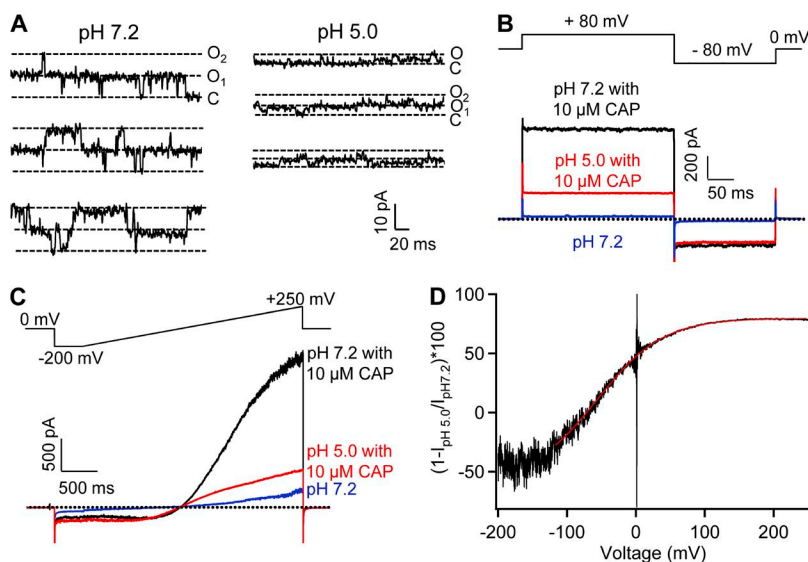 A
pH 7.2
pH 5.0
O2
O1
C
O
C
O2
O1
C
10 pA
20 ms
B
+ 80 mV
0 mV
- 80 mV
pH 7.2 with
10 µM CAP
pH 5.0 with
10 µM CAP
200 pA
50 ms
pH 7.2
C
0 mV
+250 mV
-200 mV
pH 7.2 with
10 µM CAP
500 pA
500 ms
pH 5.0 with
10 µM CAP
pH 7.2
D
100
50
0
-50
(1-IpH 5.0/IpH7.2)*100
-200
-100
0
100
200
Voltage (mV)